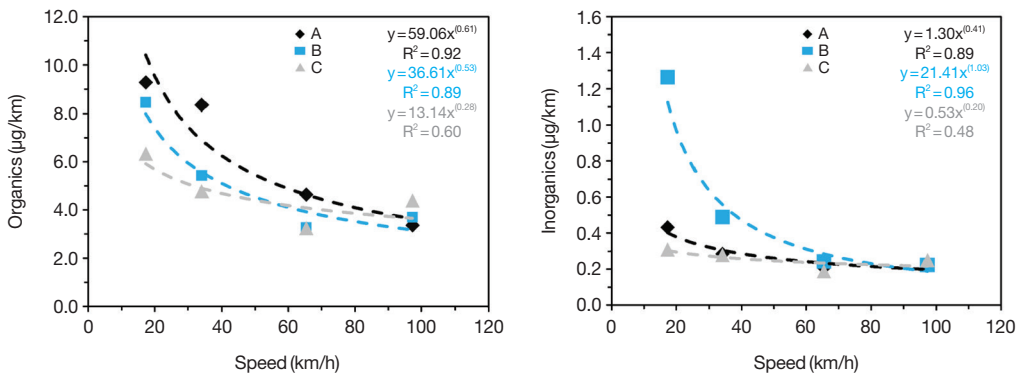 12.0
10.0
8.0
6.0
4.0
2.0
0.0
Organics (µg/km)
0 20 40 60 80 100 120
Speed (km/h)
A
B
C
y=59.06x(0.61)
R²=0.92
y=36.61x(0.53)
R²=0.89
y=13.14x(0.28)
R²=0.60
1.6
1.4
1.2
1.0
0.8
0.6
0.4
0.2
0.0
Inorganics (µg/km)
0 20 40 60 80 100 120
Speed (km/h)
A
B
C
y=1.30x(0.41)
R²=0.89
y=21.41x(1.03)
R²=0.96
y=0.53x(0.20)
R²=0.48